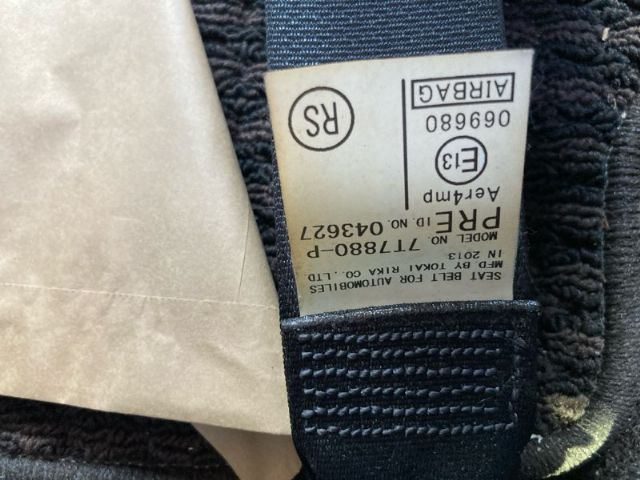 SEAT BELT FOR AUTOMOBILES
MFD. BY TOKAI RIKA CO., LTD
IN 2013
MODEL NO. 7T7880-P
PRE ID. NO. 043627
Aer4mp
E13
069680
AIRBAG
RS